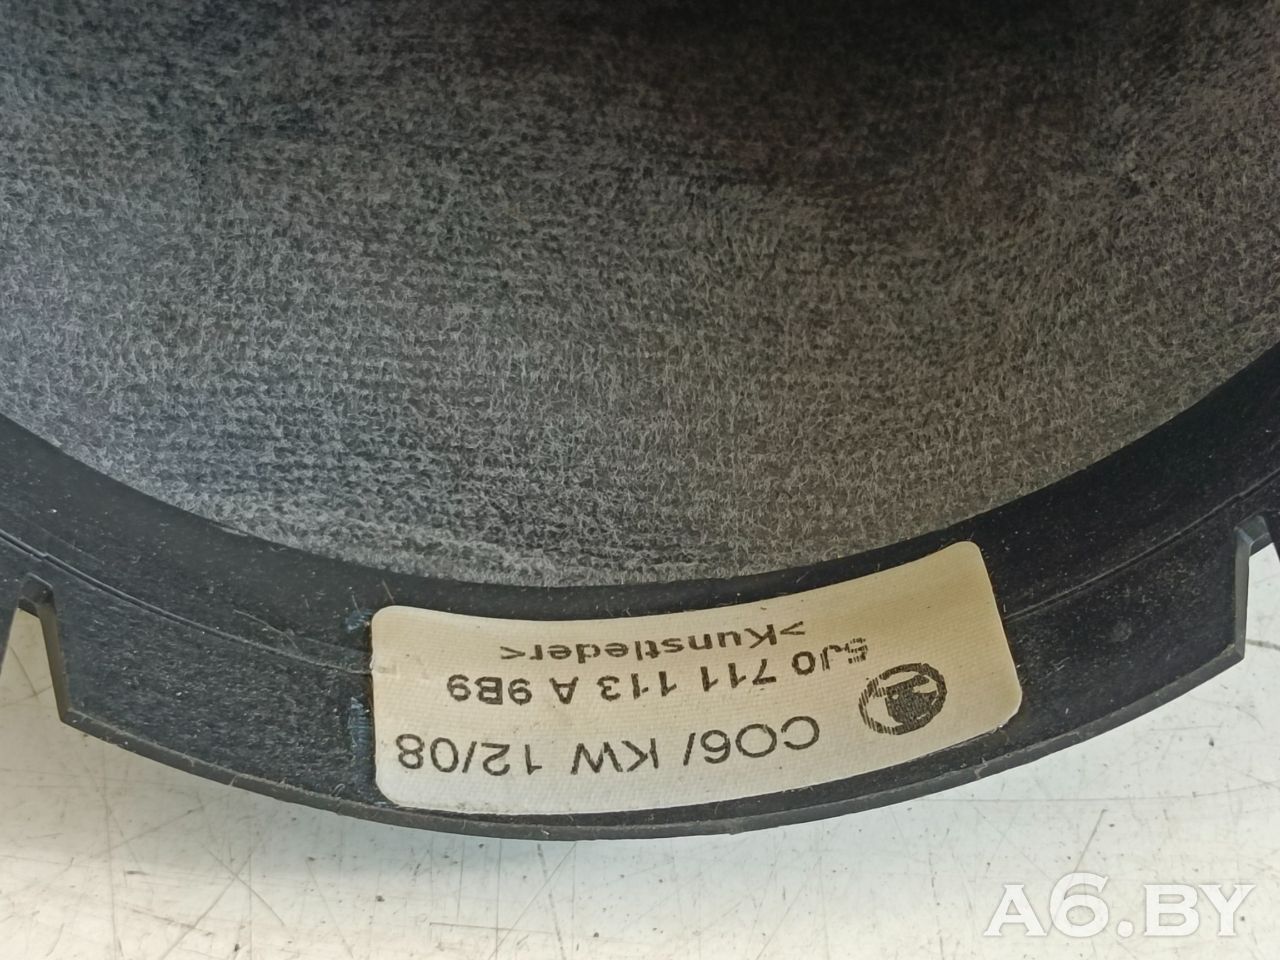 CO6/ KW 12/08
5J0 711 113 A 9B9
>Kunstleder<
A6.BY